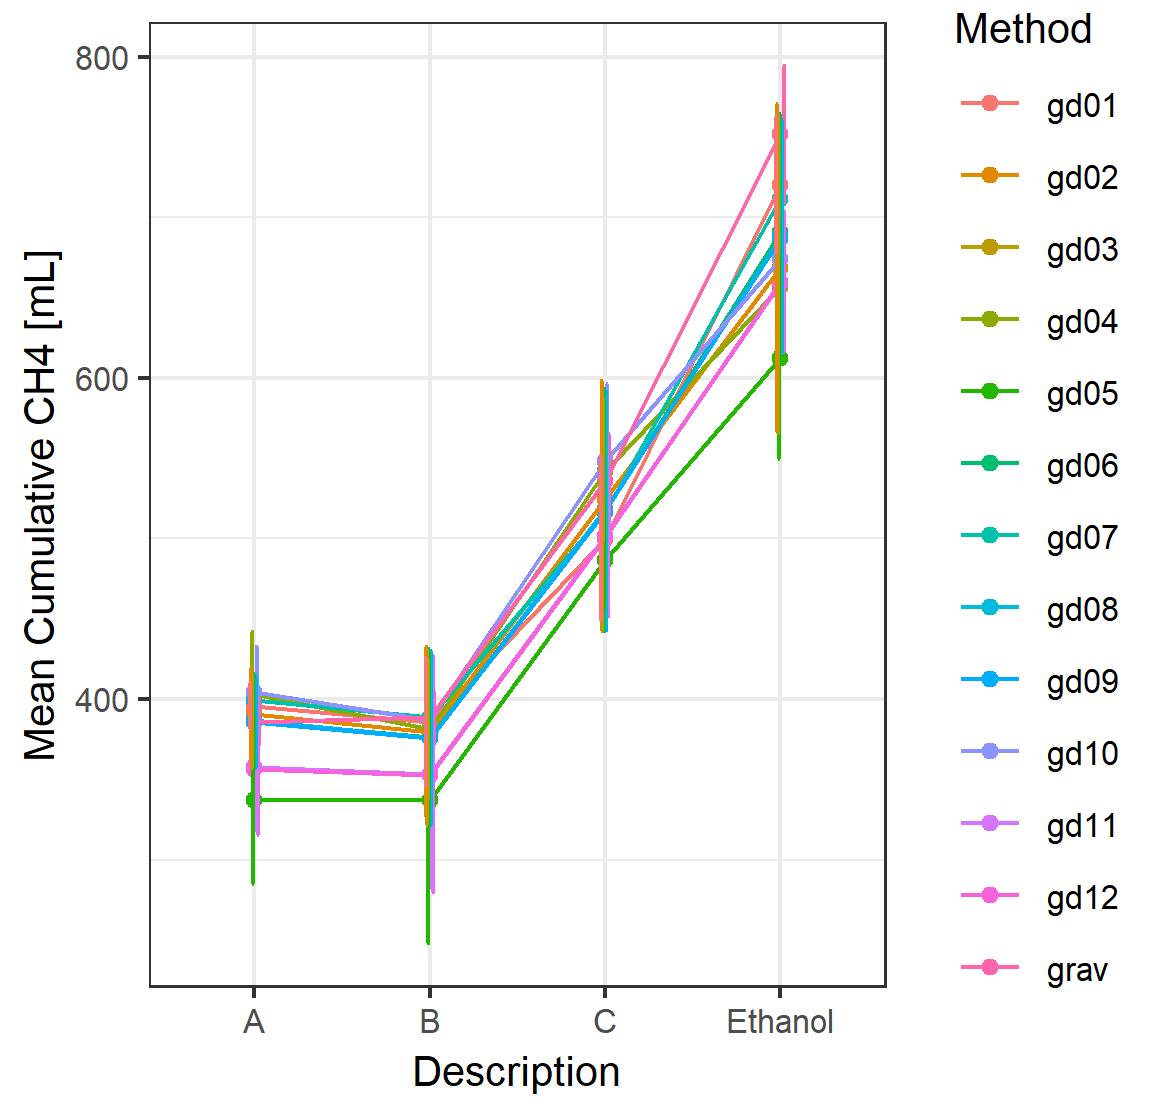 Mean Cumulative CH4 [mL]
800
600
400
A B C Ethanol
Description
Method
gd01
gd02
gd03
gd04
gd05
gd06
gd07
gd08
gd09
gd10
gd11
gd12
grav